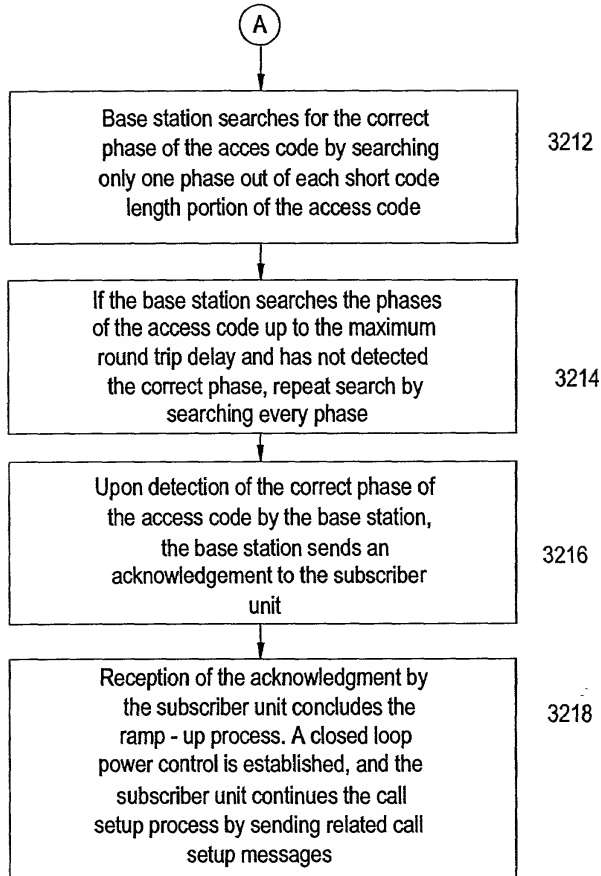 A
Base station searches for the correct
phase of the acces code by searching
only one phase out of each short code
length portion of the access code
3212
If the base station searches the phases
of the access code up to the maximum
round trip delay and has not detected
the correct phase, repeat search by
searching every phase
3214
Upon detection of the correct phase of
the access code by the base station,
the base station sends an
acknowledgement to the subscriber
unit
3216
Reception of the acknowledgment by
the subscriber unit concludes the
ramp - up process. A closed loop
power control is established, and the
subscriber unit continues the call
setup process by sending related call
setup messages
3218